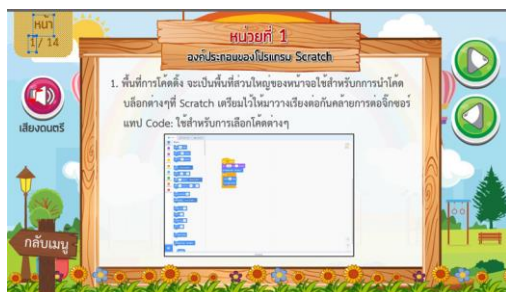 หน้า
1/ 14
หน่วยที่ 1
องค์ประกอบของโปรแกรม Scratch
1. พื้นที่การโค้ดดิ้ง จะเป็นพื้นที่ส่วนใหญ่ของหน้าจอใช้สำหรับการนำโค้ด
บล็อกต่างๆที่ Scratch เตรียมไว้ให้มาวางเรียงต่อกันคล้ายการต่อจิ๊กซอร์
แทป Code: ใช้สำหรับการเลือกโค้ดต่างๆ
เสียงดนตรี
กลับเมนู